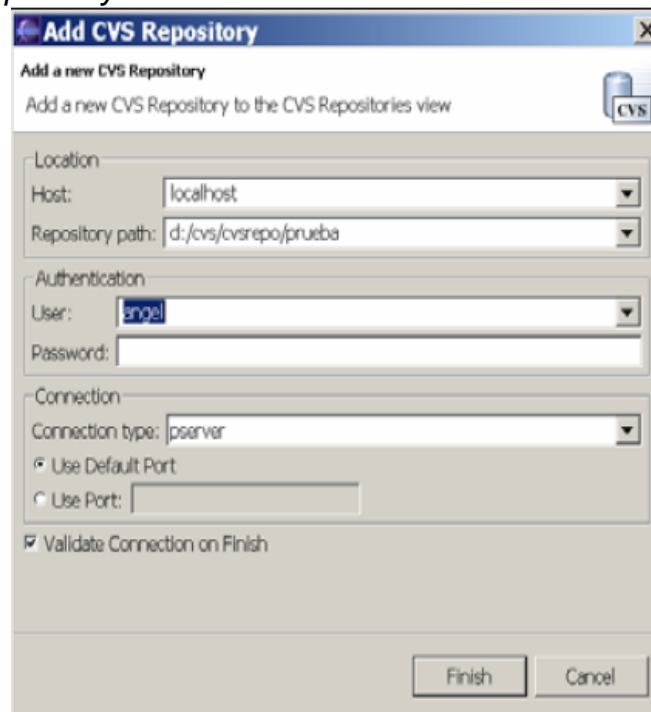 Add CVS Repository
Add a new CVS Repository
Add a new CVS Repository to the CVS Repositories view
CVS
Location
Host: localhost
Repository path: d:/cvs/cvsrepo/prueba
Authentication
User: angel
Password:
Connection
Connection type: pserver
Use Default Port
Use Port:
Validate Connection on Finish
Finish Cancel